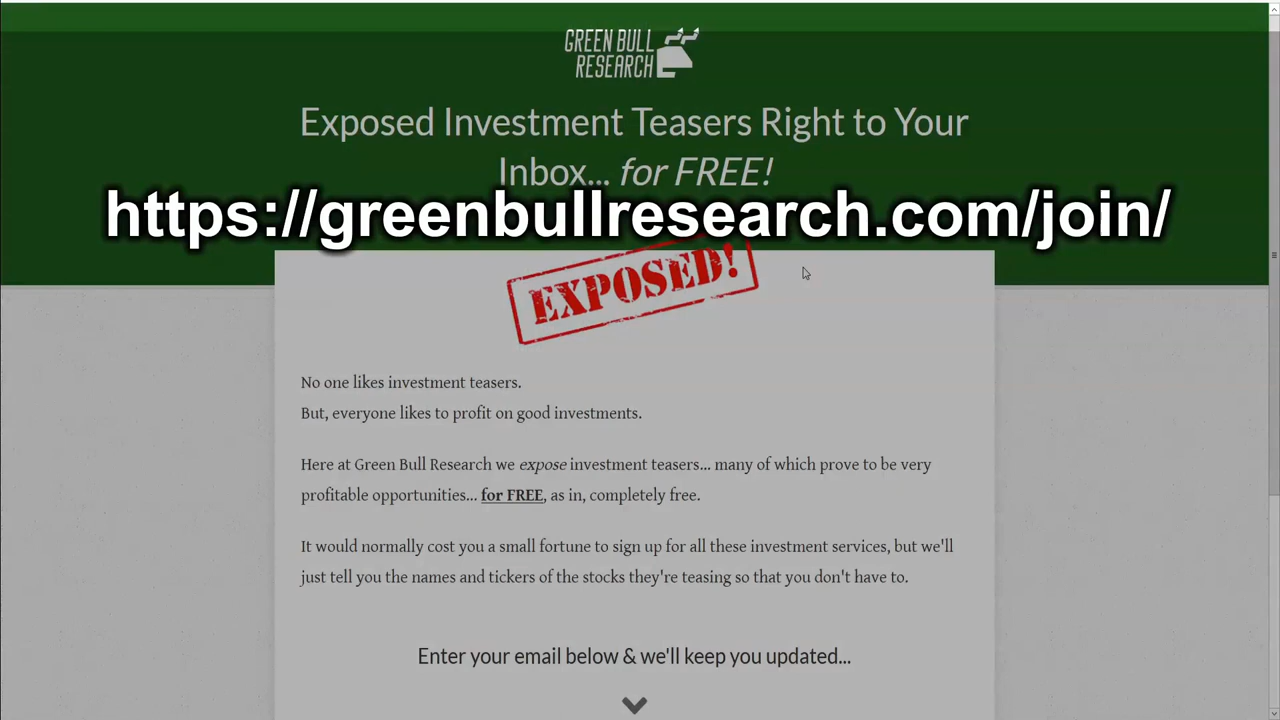 GREEN BULL
RESEARCH
Exposed Investment Teasers Right to Your
Inbox... for FREE!
https://greenbullresearch.com/join/
EXPOSED!
No one likes investment teasers.
But, everyone likes to profit on good investments.
Here at Green Bull Research we expose investment teasers... many of which prove to be very
profitable opportunities... for FREE, as in, completely free.
It would normally cost you a small fortune to sign up for all these investment services, but we'll
just tell you the names and tickers of the stocks they're teasing so that you don't have to.
Enter your email below & we'll keep you updated...